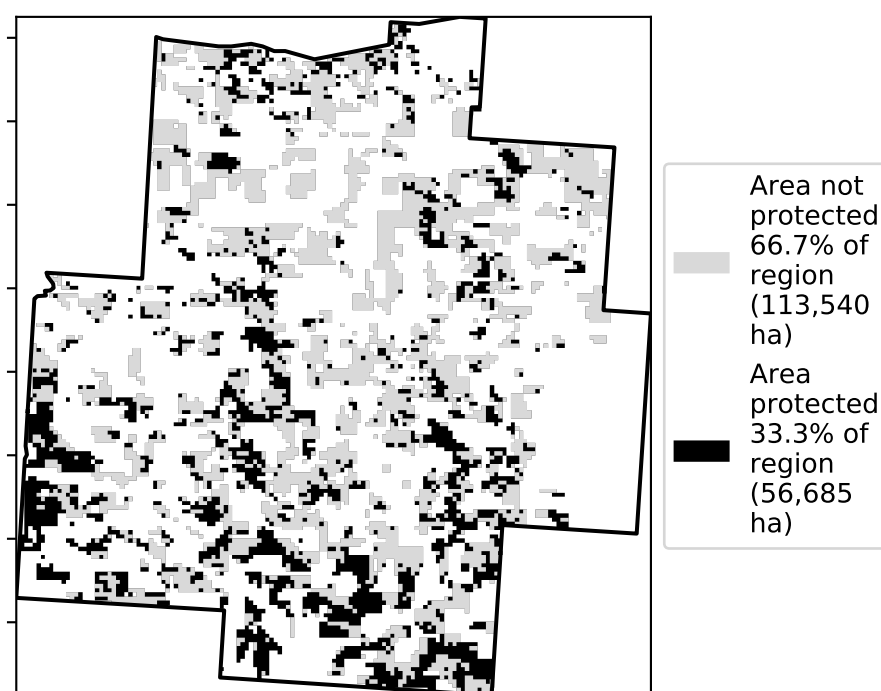 Area not
protected
66.7% of
region
(113,540
ha)
Area
protected
33.3% of
region
(56,685
ha)